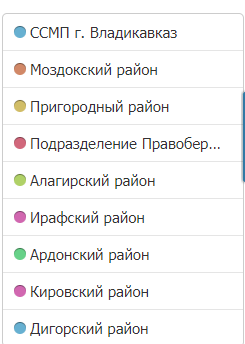 ССМП г. Владикавказ
Моздокский район
Пригородный район
Подразделение Правобер...
Алагирский район
Ирафский район
Ардонский район
Кировский район
Дигорский район